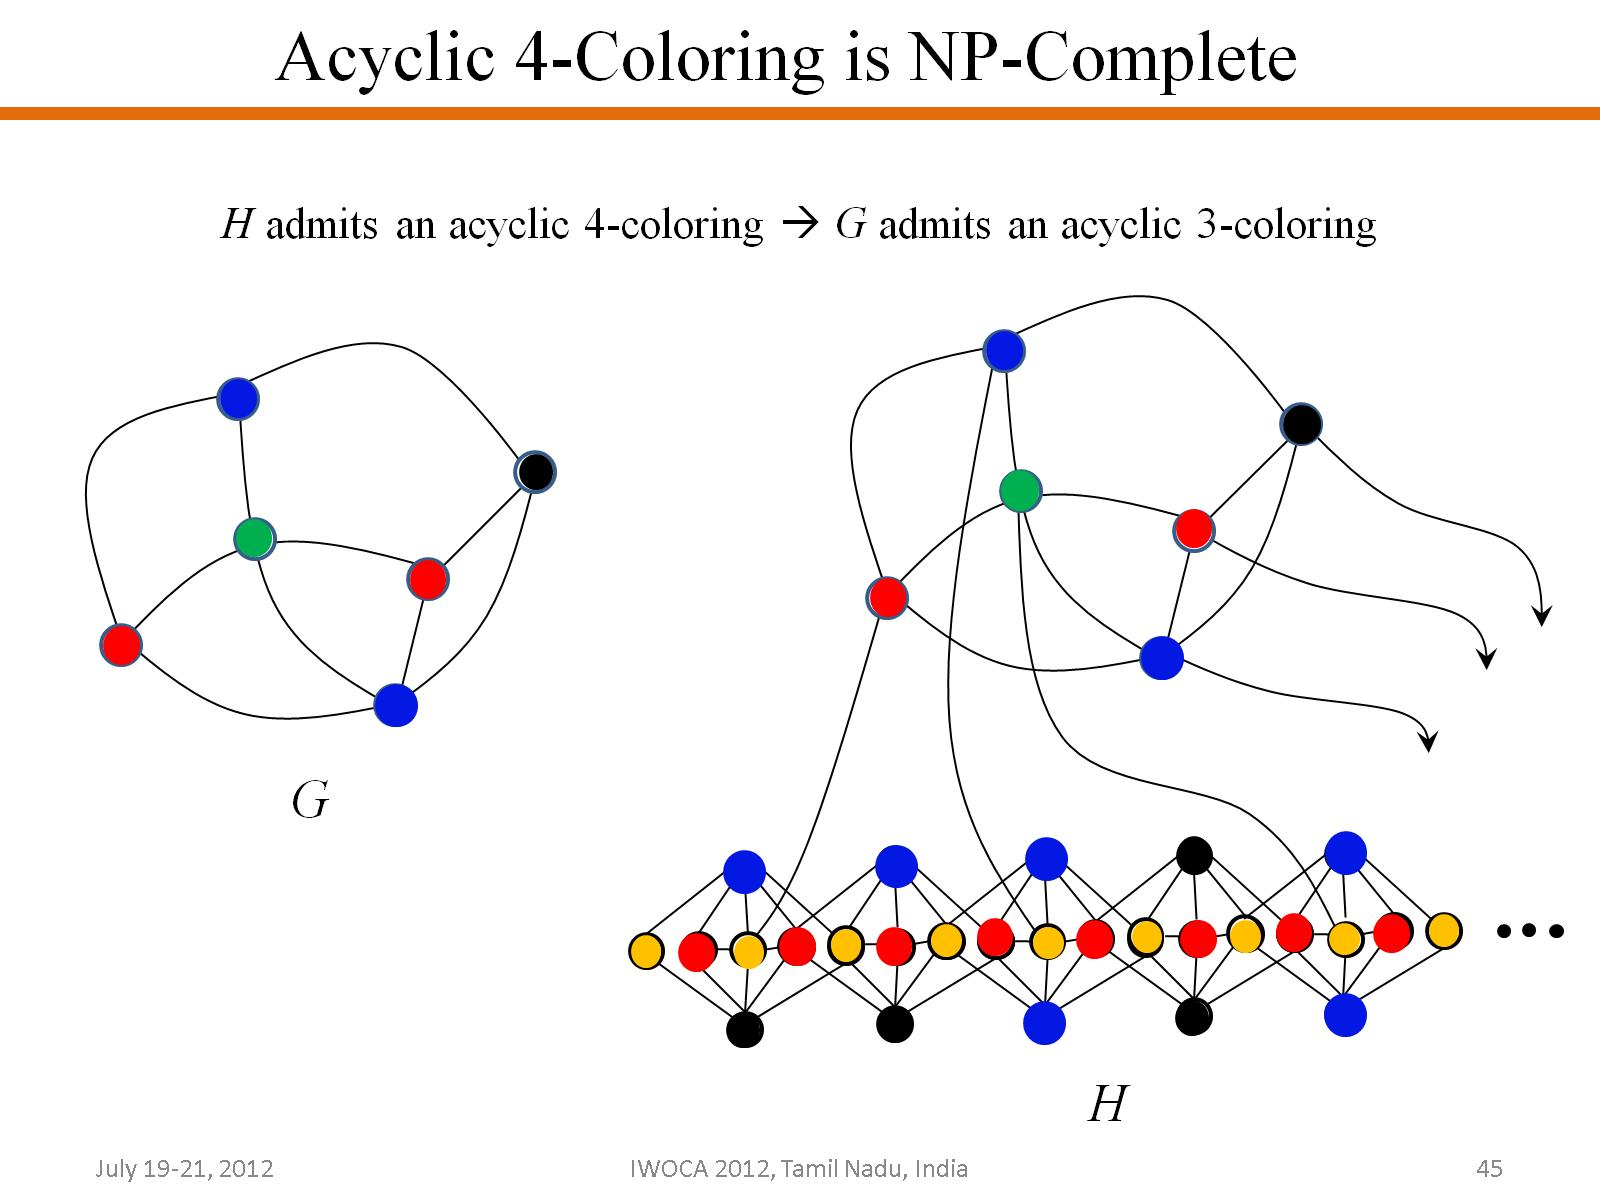 Acyclic 4-Coloring is NP-Complete
H admits an acyclic 4-coloring → G admits an acyclic 3-coloring
G
H
July 19-21, 2012
IWOCA 2012, Tamil Nadu, India
45